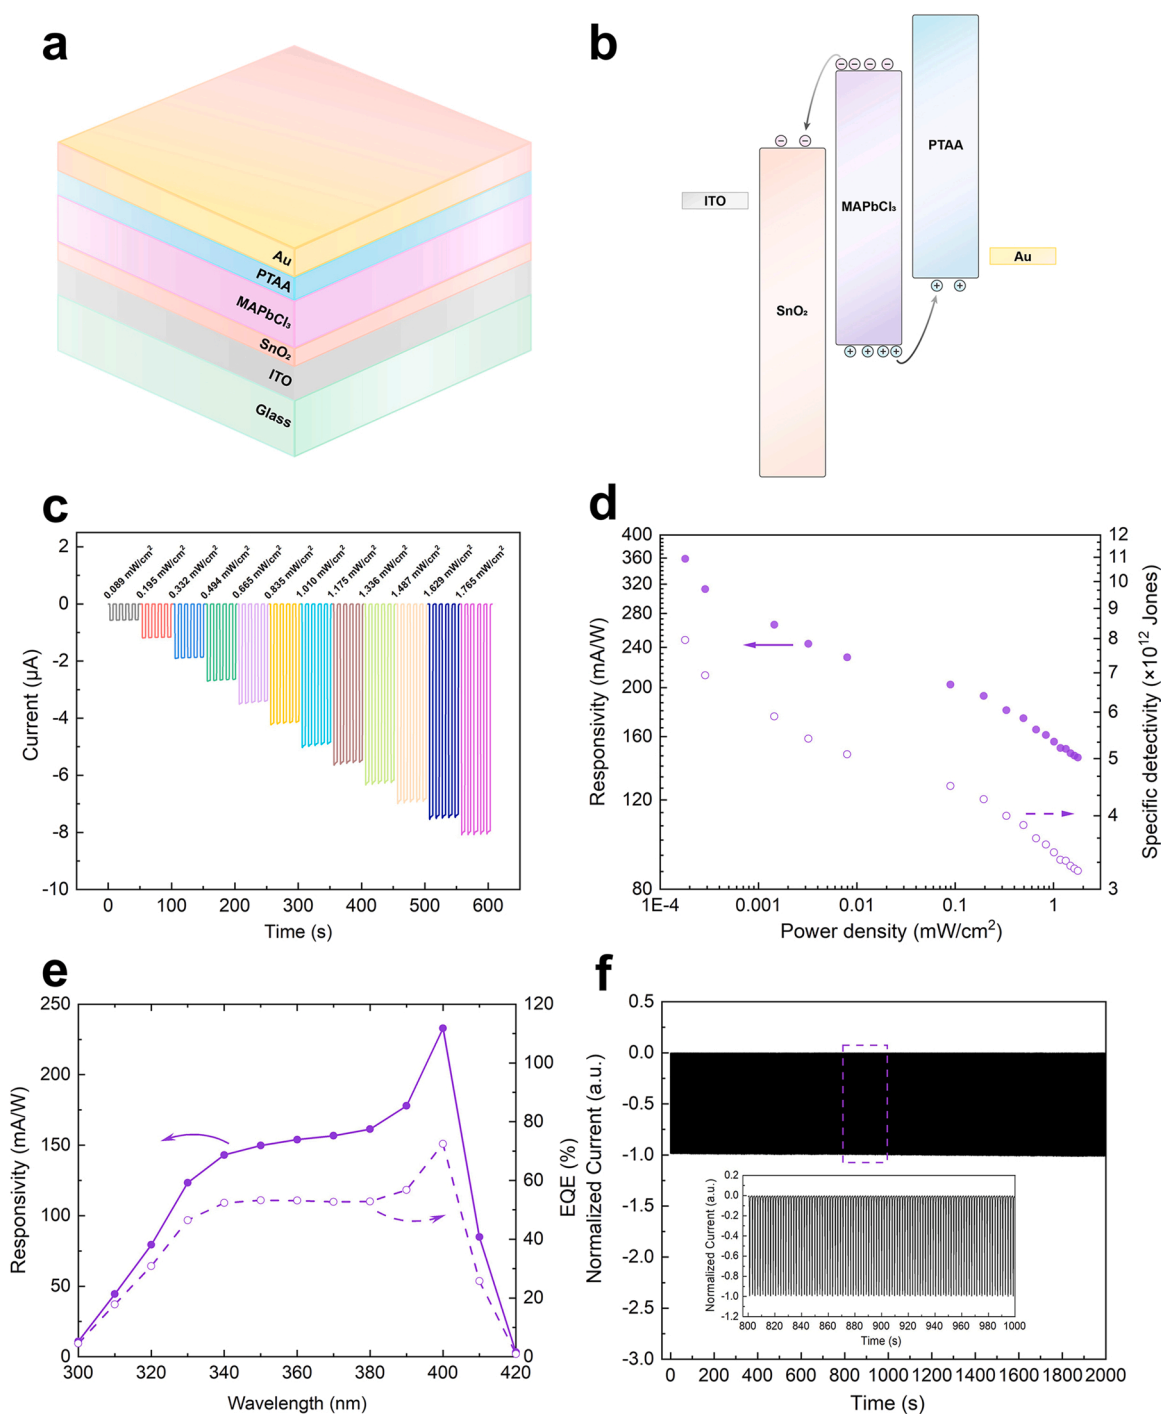 a
Au
PTAA
MAPbCl₃
SnO₂
ITO
Glass
b
ITO
SnO₂
MAPbCl₃
PTAA
Au
c
0.089 mW/cm²
0.195 mW/cm²
0.332 mW/cm²
0.494 mW/cm²
0.665 mW/cm²
0.835 mW/cm²
1.010 mW/cm²
1.175 mW/cm²
1.336 mW/cm²
1.487 mW/cm²
1.629 mW/cm²
1.765 mW/cm²
2
0
-2
-4
-6
-8
-10
Current (µA)
0 100 200 300 400 500 600
Time (s)
d
400
360
320
280
240
200
160
120
80
Responsivity (mA/W)
12
11
10
9
8
7
6
5
4
3
Specific detectivity (×10¹² Jones)
1E-4 0.001 0.01 0.1 1
Power density (mW/cm²)
e
250
200
150
100
50
0
Responsivity (mA/W)
120
100
80
60
40
20
0
EQE (%)
300 320 340 360 380 400 420
Wavelength (nm)
f
0.5
0.0
-0.5
-1.0
-1.5
-2.0
-2.5
-3.0
Normalized Current (a.u.)
0.2
0.0
-0.2
-0.4
-0.6
-0.8
-1.0
-1.2
Normalized Current (a.u.)
800 820 840 860 880 900 920 940 960 980 1000
Time (s)
0 200 400 600 800 1000 1200 1400 1600 1800 2000
Time (s)